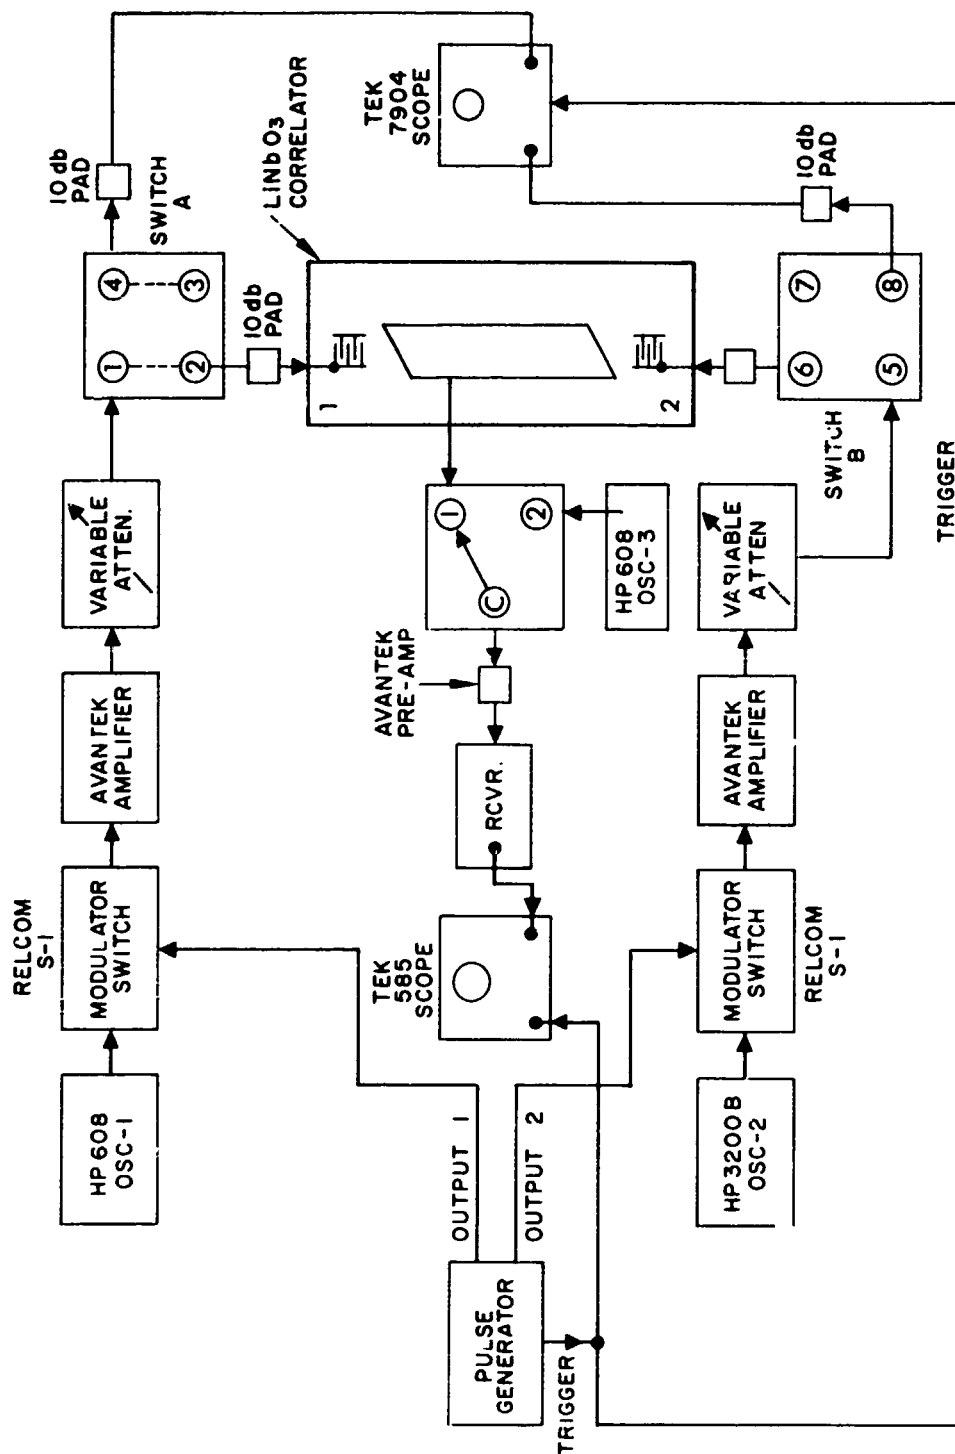 HP 608
OSC-1
RELCOM
S-1
MODULATOR
SWITCH
AVANTEK
AMPLIFIER
VARIABLE
ATTEN.
1
2
4
3
SWITCH
A
10 db
PAD
10 db
PAD
PULSE
GENERATOR
OUTPUT 1
OUTPUT 2
TRIGGER
TEK
585
SCOPE
RCVR.
AVANTEK
PRE-AMP
C
1
2
HP 608
OSC-3
1
2
LINbO3
CORRELATOR
TEK
7904
SCOPE
HP 3200B
OSC-2
MODULATOR
SWITCH
RELCOM
S-1
AVANTEK
AMPLIFIER
VARIABLE
ATTEN
SWITCH
B
6
7
5
8
10 db
PAD
TRIGGER